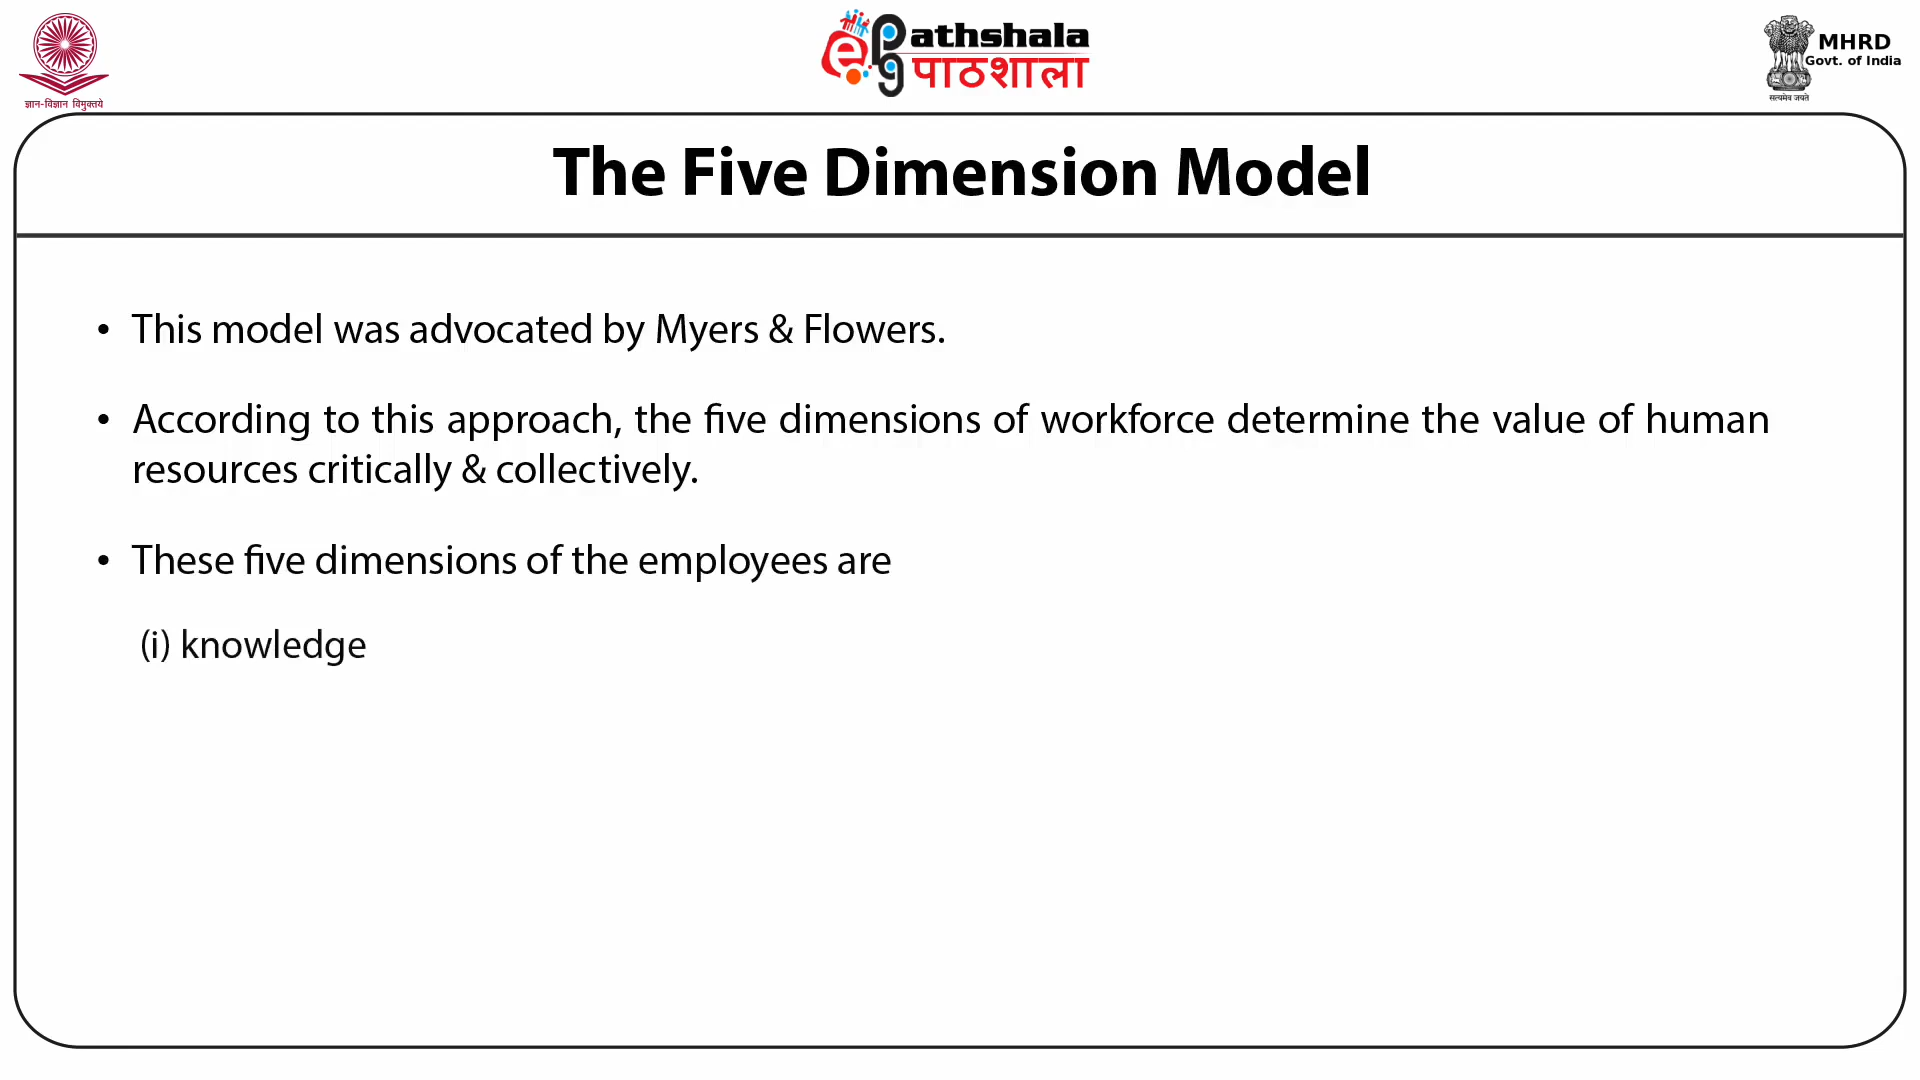 ज्ञान-विज्ञान विमुक्तये
ePG Pathshala
पाठशाला
MHRD
Govt. of India
सत्यमेव जयते
The Five Dimension Model
• This model was advocated by Myers & Flowers.
• According to this approach, the five dimensions of workforce determine the value of human
resources critically & collectively.
• These five dimensions of the employees are
(i) knowledge